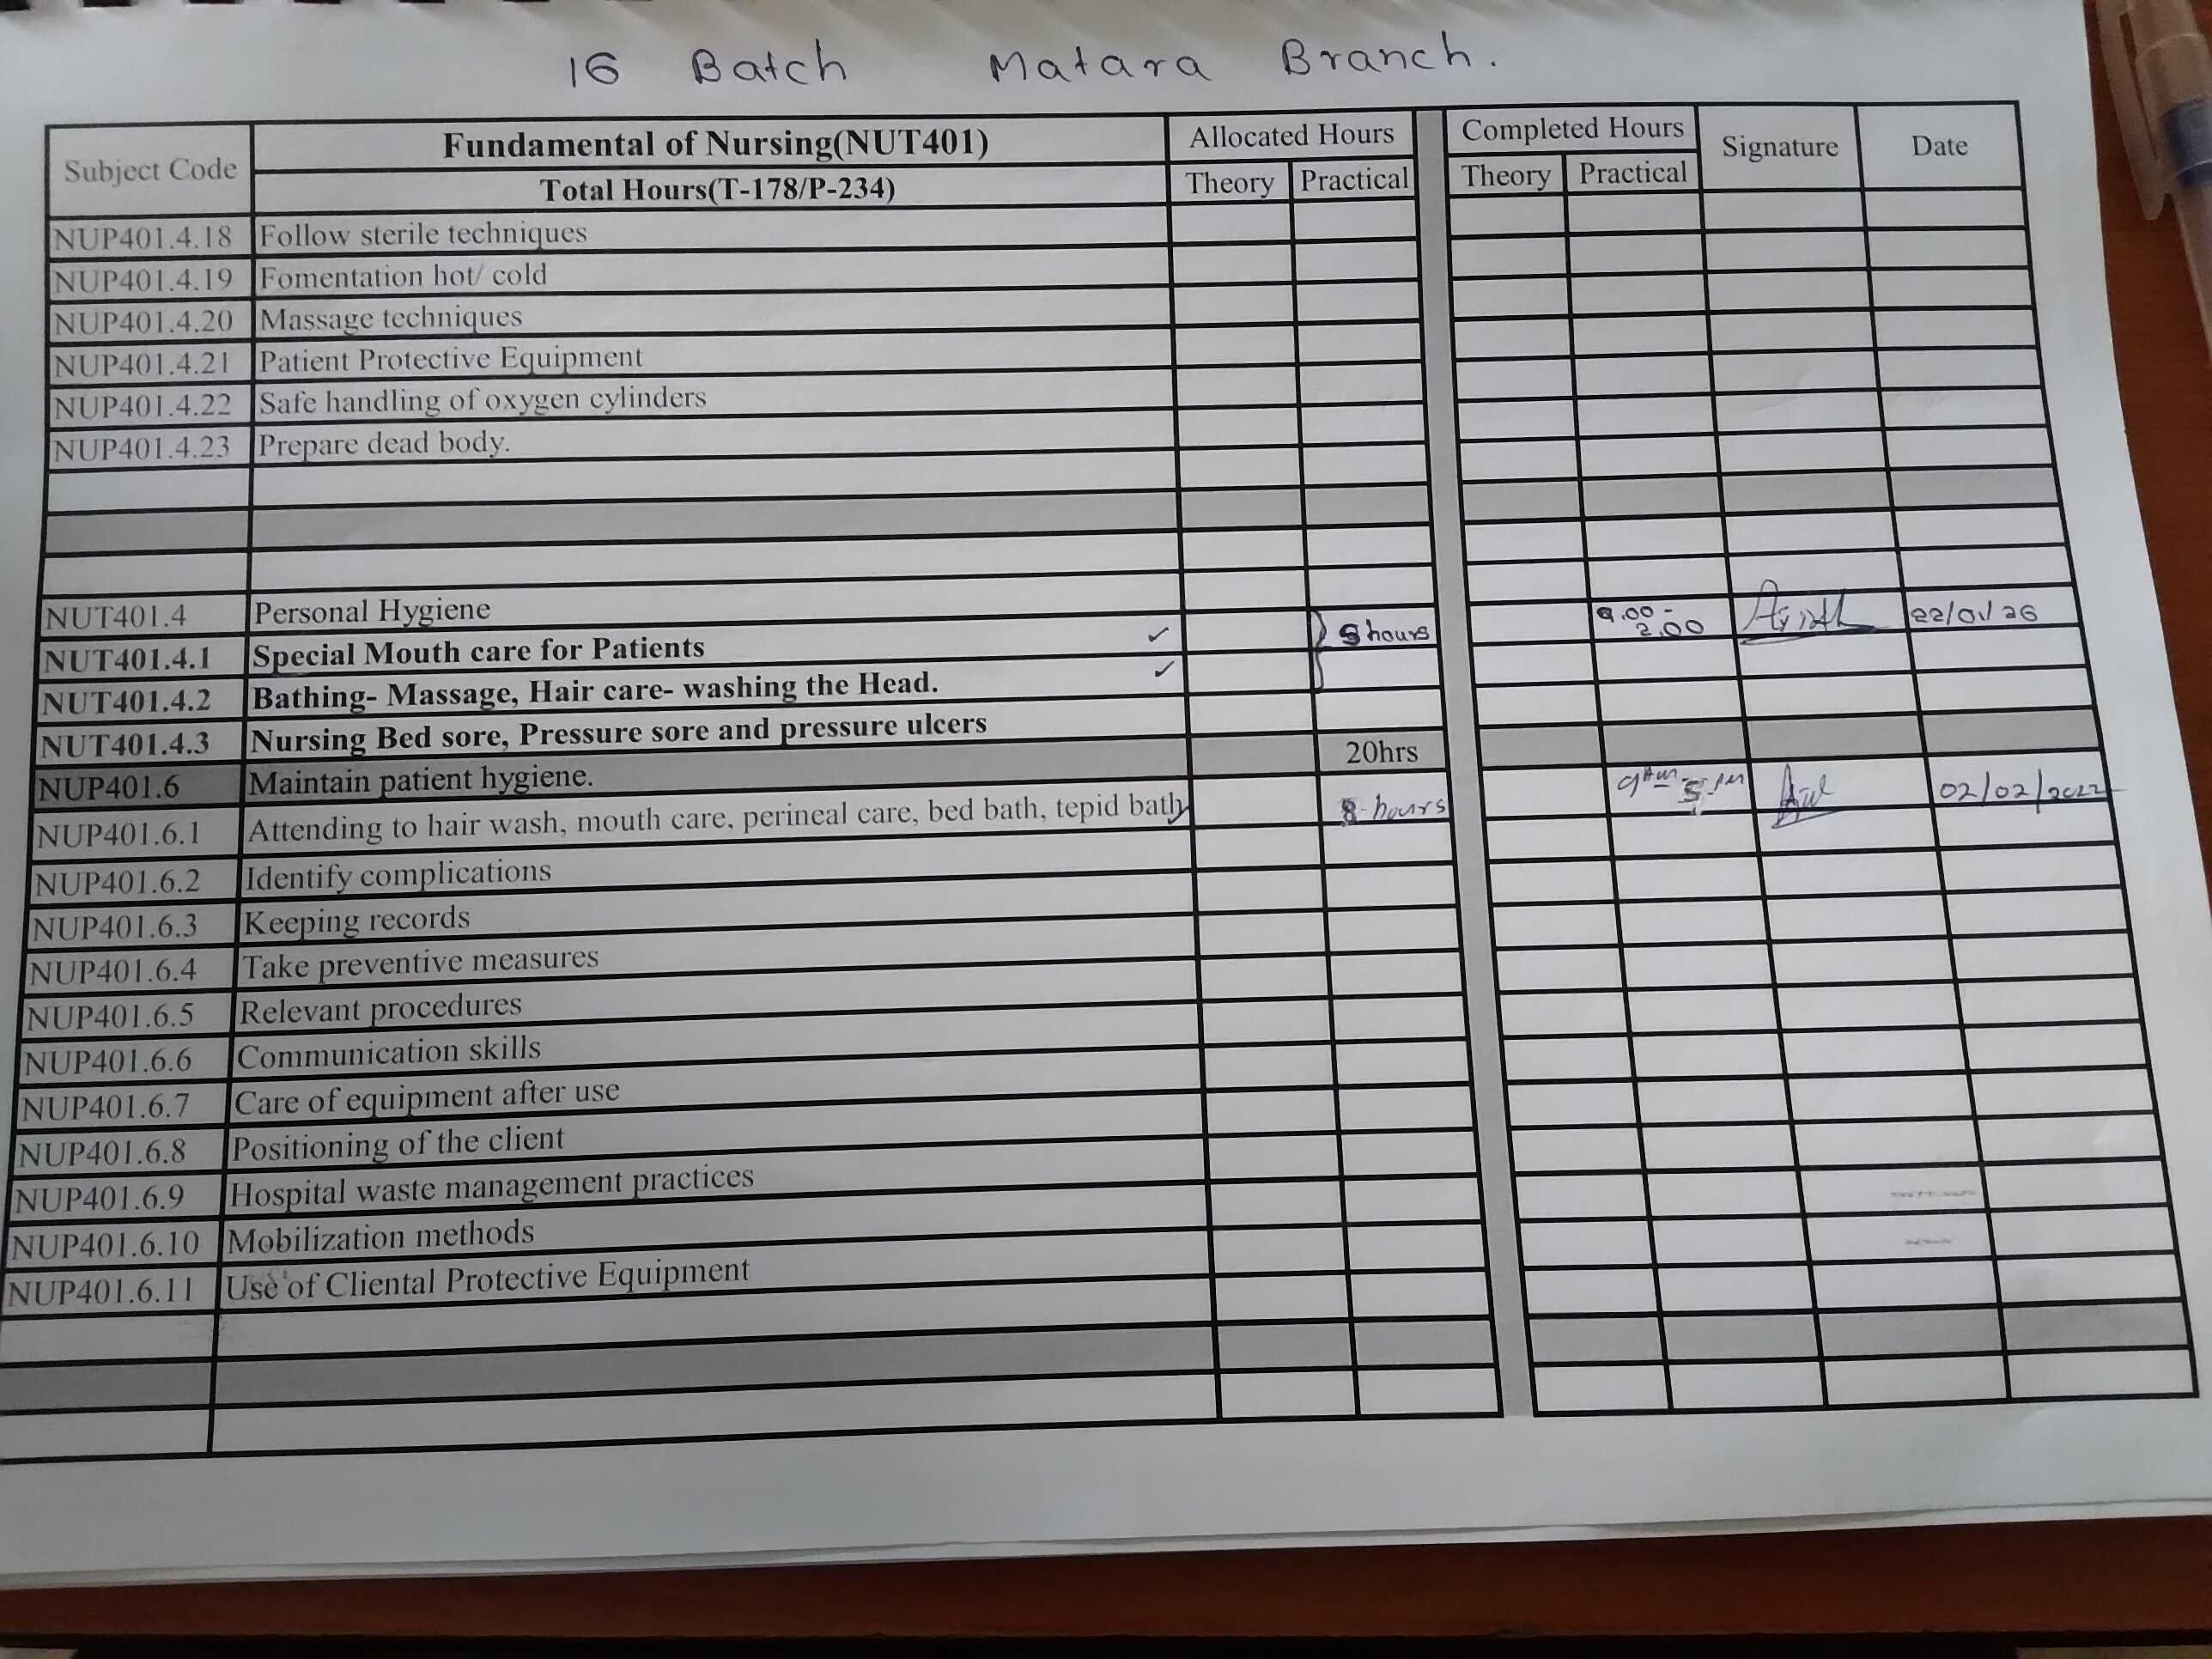 16 Batch Matara Branch.
Subject Code Fundamental of Nursing(NUT401) Allocated Hours Completed Hours Signature Date
Total Hours(T-178/P-234) Theory Practical Theory Practical
NUP401.4.18 Follow sterile techniques
NUP401.4.19 Fomentation hot/ cold
NUP401.4.20 Massage techniques
NUP401.4.21 Patient Protective Equipment
NUP401.4.22 Safe handling of oxygen cylinders
NUP401.4.23 Prepare dead body.
NUT401.4 Personal Hygiene
NUT401.4.1 Special Mouth care for Patients ✓ hours 9.00 - 2.00 22/01/26
NUT401.4.2 Bathing- Massage, Hair care- washing the Head. ✓
NUT401.4.3 Nursing Bed sore, Pressure sore and pressure ulcers
NUP401.6 Maintain patient hygiene. 20hrs
NUP401.6.1 Attending to hair wash, mouth care, perineal care, bed bath, tepid bath 8 hours 02/02/2022
NUP401.6.2 Identify complications
NUP401.6.3 Keeping records
NUP401.6.4 Take preventive measures
NUP401.6.5 Relevant procedures
NUP401.6.6 Communication skills
NUP401.6.7 Care of equipment after use
NUP401.6.8 Positioning of the client
NUP401.6.9 Hospital waste management practices
NUP401.6.10 Mobilization methods
NUP401.6.11 Use of Cliental Protective Equipment